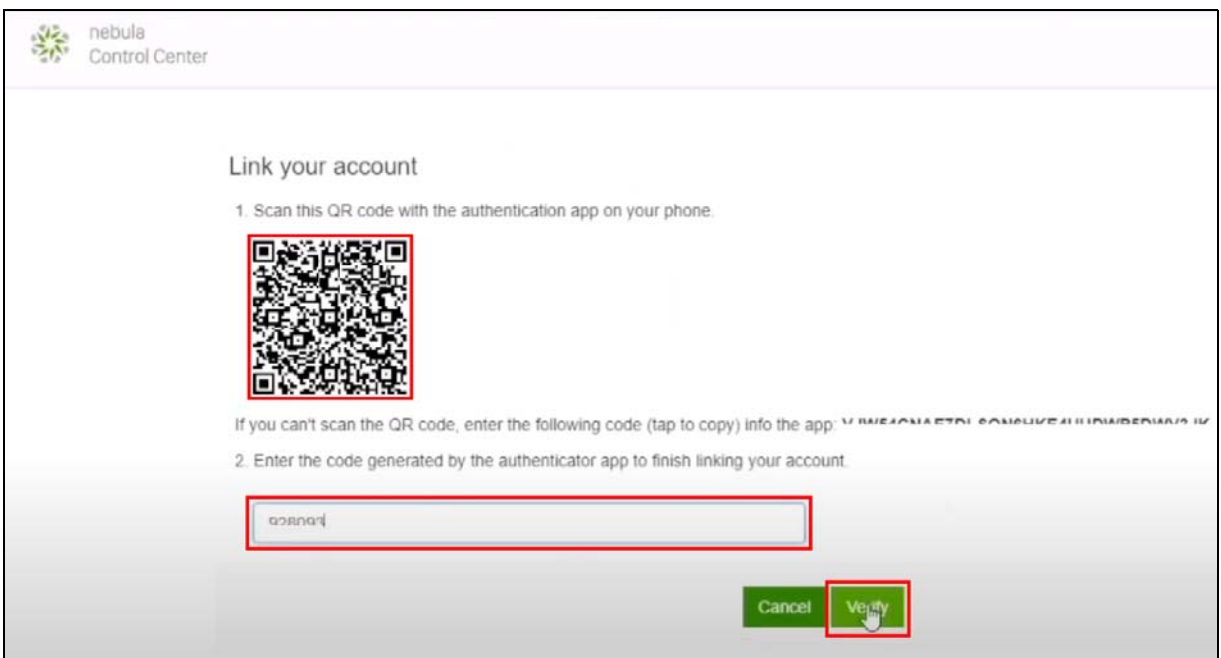 nebula
Control Center
Link your account
1. Scan this QR code with the authentication app on your phone.
If you can't scan the QR code, enter the following code (tap to copy) info the app:
2. Enter the code generated by the authenticator app to finish linking your account.
Cancel
Verify